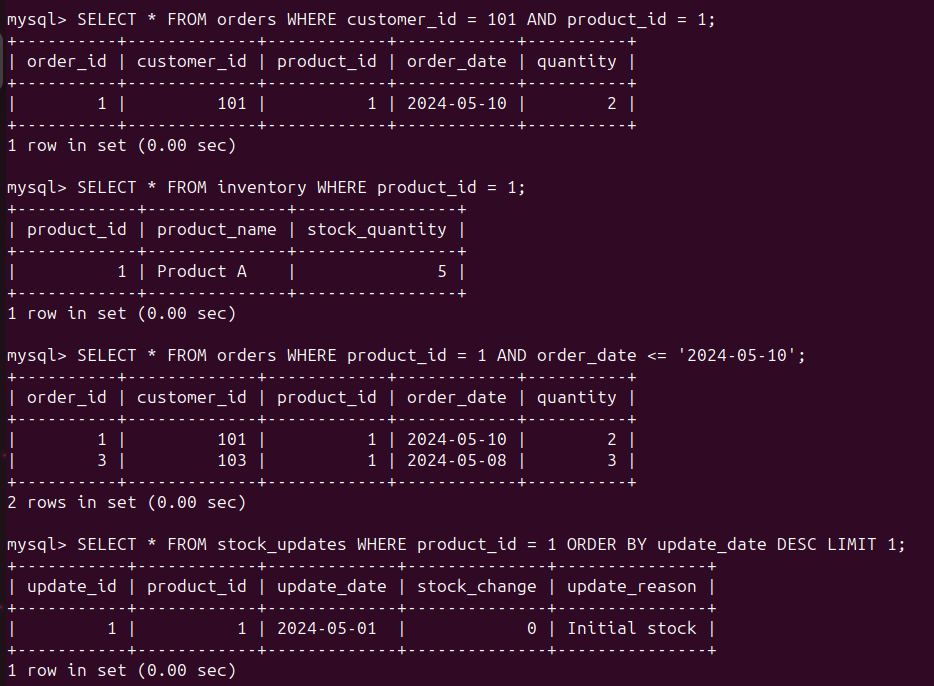 mysql> SELECT * FROM orders WHERE customer_id = 101 AND product_id = 1;
+----------+-------------+------------+------------+----------+
| order_id | customer_id | product_id | order_date | quantity |
+----------+-------------+------------+------------+----------+
|        1 |         101 |          1 | 2024-05-10 |        2 |
+----------+-------------+------------+------------+----------+
1 row in set (0.00 sec)

mysql> SELECT * FROM inventory WHERE product_id = 1;
+------------+--------------+----------------+
| product_id | product_name | stock_quantity |
+------------+--------------+----------------+
|          1 | Product A    |              5 |
+------------+--------------+----------------+
1 row in set (0.00 sec)

mysql> SELECT * FROM orders WHERE product_id = 1 AND order_date <= '2024-05-10';
+----------+-------------+------------+------------+----------+
| order_id | customer_id | product_id | order_date | quantity |
+----------+-------------+------------+------------+----------+
|        1 |         101 |          1 | 2024-05-10 |        2 |
|        3 |         103 |          1 | 2024-05-08 |        3 |
+----------+-------------+------------+------------+----------+
2 rows in set (0.00 sec)

mysql> SELECT * FROM stock_updates WHERE product_id = 1 ORDER BY update_date DESC LIMIT 1;
+-----------+------------+-------------+--------------+---------------+
| update_id | product_id | update_date | stock_change | update_reason |
+-----------+------------+-------------+--------------+---------------+
|         1 |          1 | 2024-05-01  |            0 | Initial stock |
+-----------+------------+-------------+--------------+---------------+
1 row in set (0.00 sec)